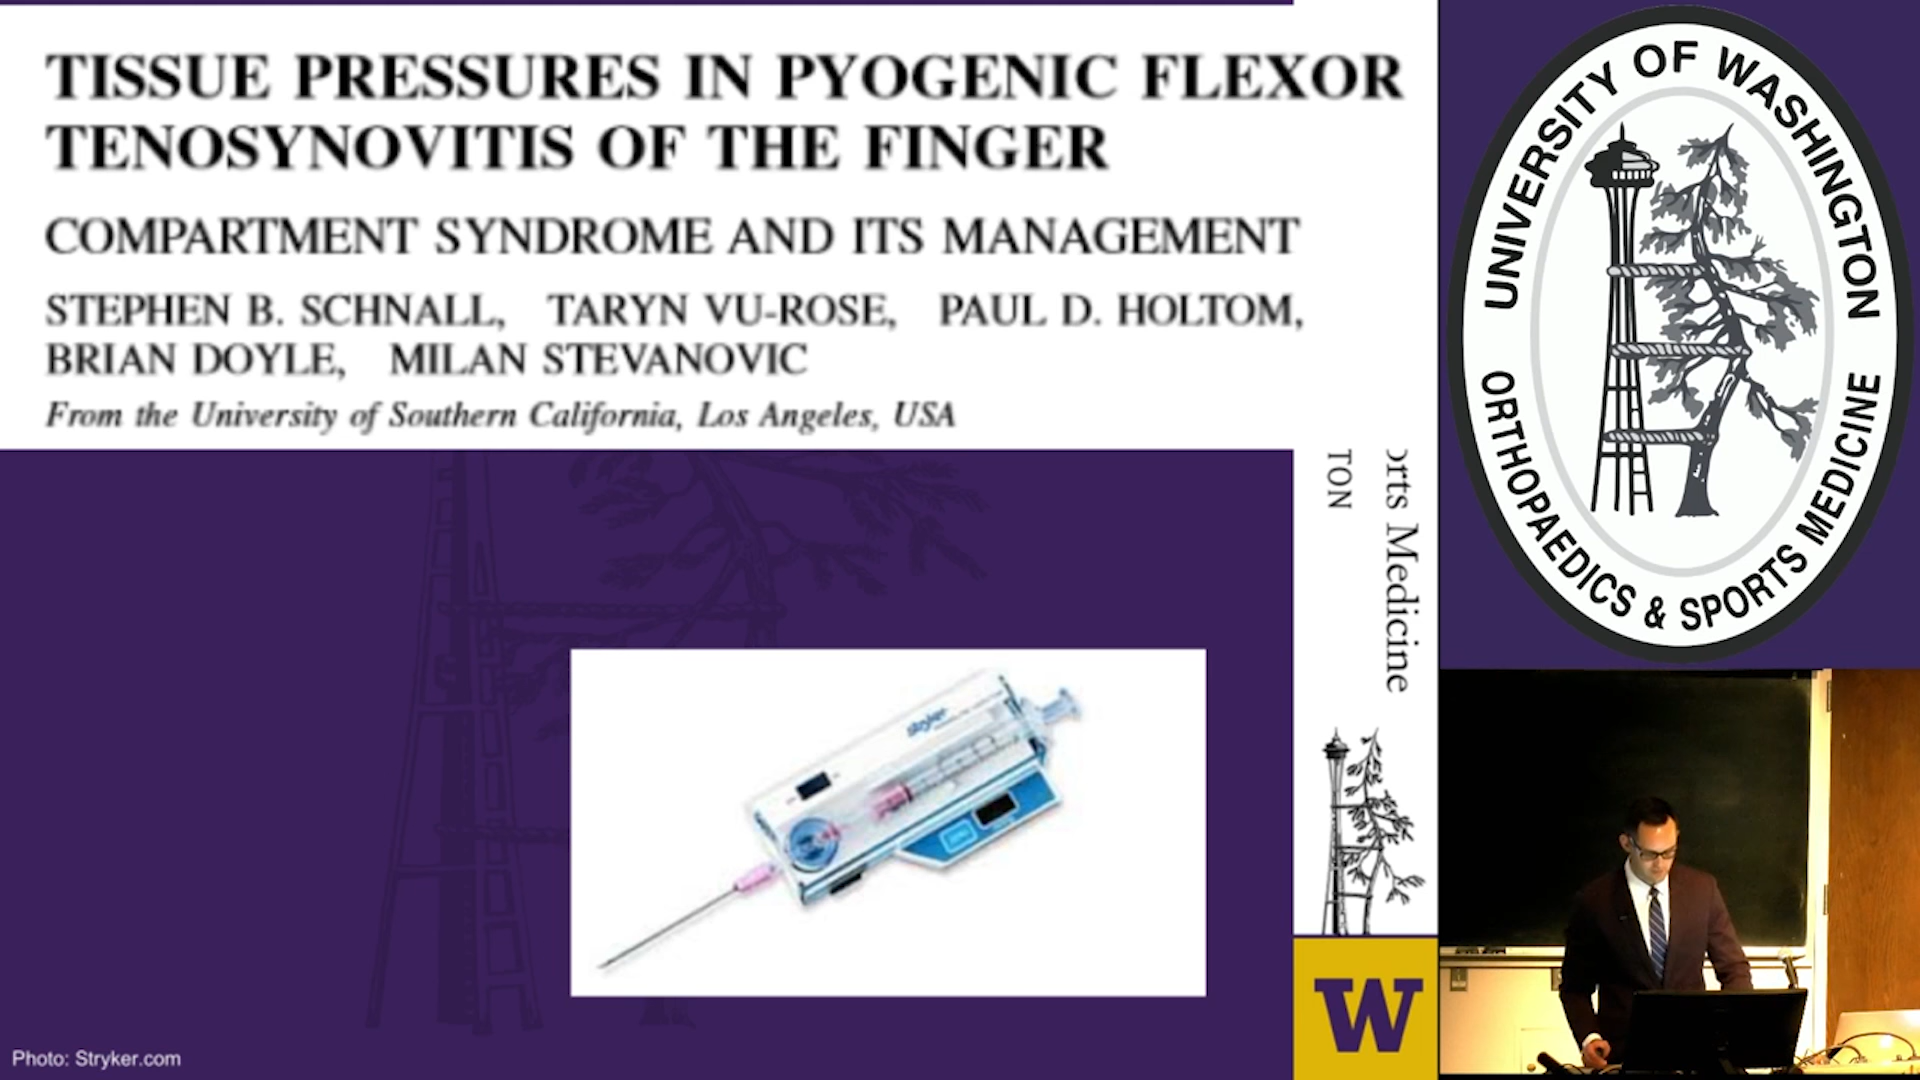 TISSUE PRESSURES IN PYOGENIC FLEXOR
TENOSYNOVITIS OF THE FINGER
COMPARTMENT SYNDROME AND ITS MANAGEMENT
STEPHEN B. SCHNALL, TARYN VU-ROSE, PAUL D. HOLTOM,
BRIAN DOYLE, MILAN STEVANOVIC
From the University of Southern California, Los Angeles, USA
orts Medicine
TON
stryker
W
Photo: Stryker.com
UNIVERSITY OF WASHINGTON
ORTHOPAEDICS & SPORTS MEDICINE